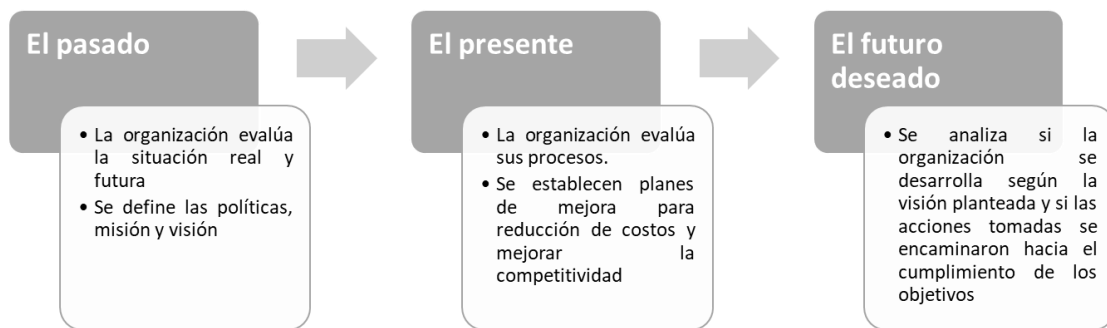 El pasado
• La organización evalúa
la situación real y
futura
• Se define las políticas,
misión y visión
El presente
• La organización evalúa
sus procesos.
• Se establecen planes
de mejora para
reducción de costos y
mejorar la
competitividad
El futuro
deseado
• Se analiza si la
organización se
desarrolla según la
visión planteada y si las
acciones tomadas se
encaminaron hacia el
cumplimiento de los
objetivos